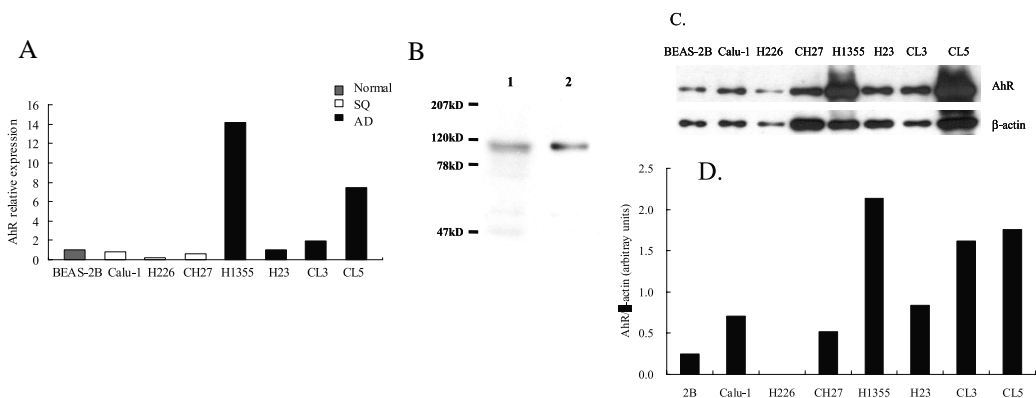 A
Normal
SQ
AD
16
14
12
10
8
6
4
2
0
AhR relative expression
BEAS-2B Calu-1 H226 CH27 H1355 H23 CL3 CL5
B
1 2
207kD
120kD
78kD
47kD
C.
BEAS-2B Calu-1 H226 CH27 H1355 H23 CL3 CL5
AhR
β-actin
D.
2.5
2.0
1.5
1.0
0.5
0.0
AhR/ -actin (arbitray units)
2B Calu-1 H226 CH27 H1355 H23 CL3 CL5